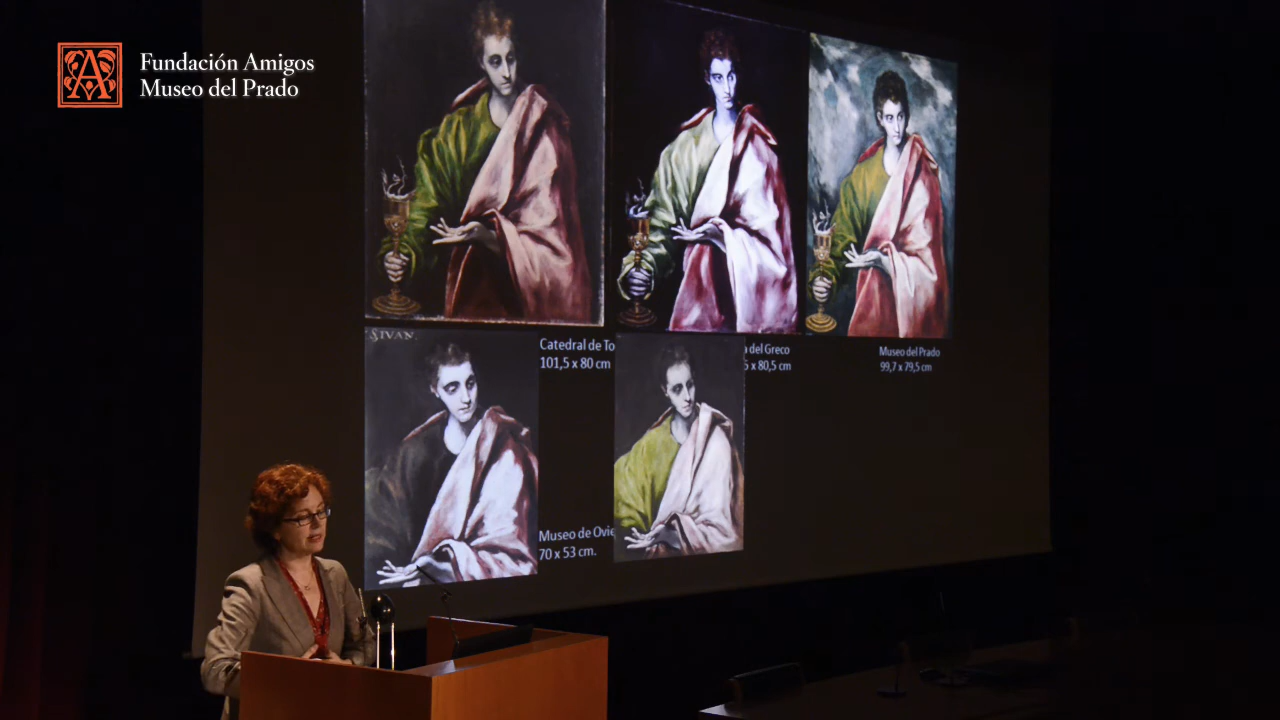 Fundación Amigos
Museo del Prado
Catedral de To
101,5 x 80 cm
del Greco
x 80,5 cm
Museo del Prado
99,7 x 79,5 cm
SIVAN
Museo de Ovie
70 x 53 cm.